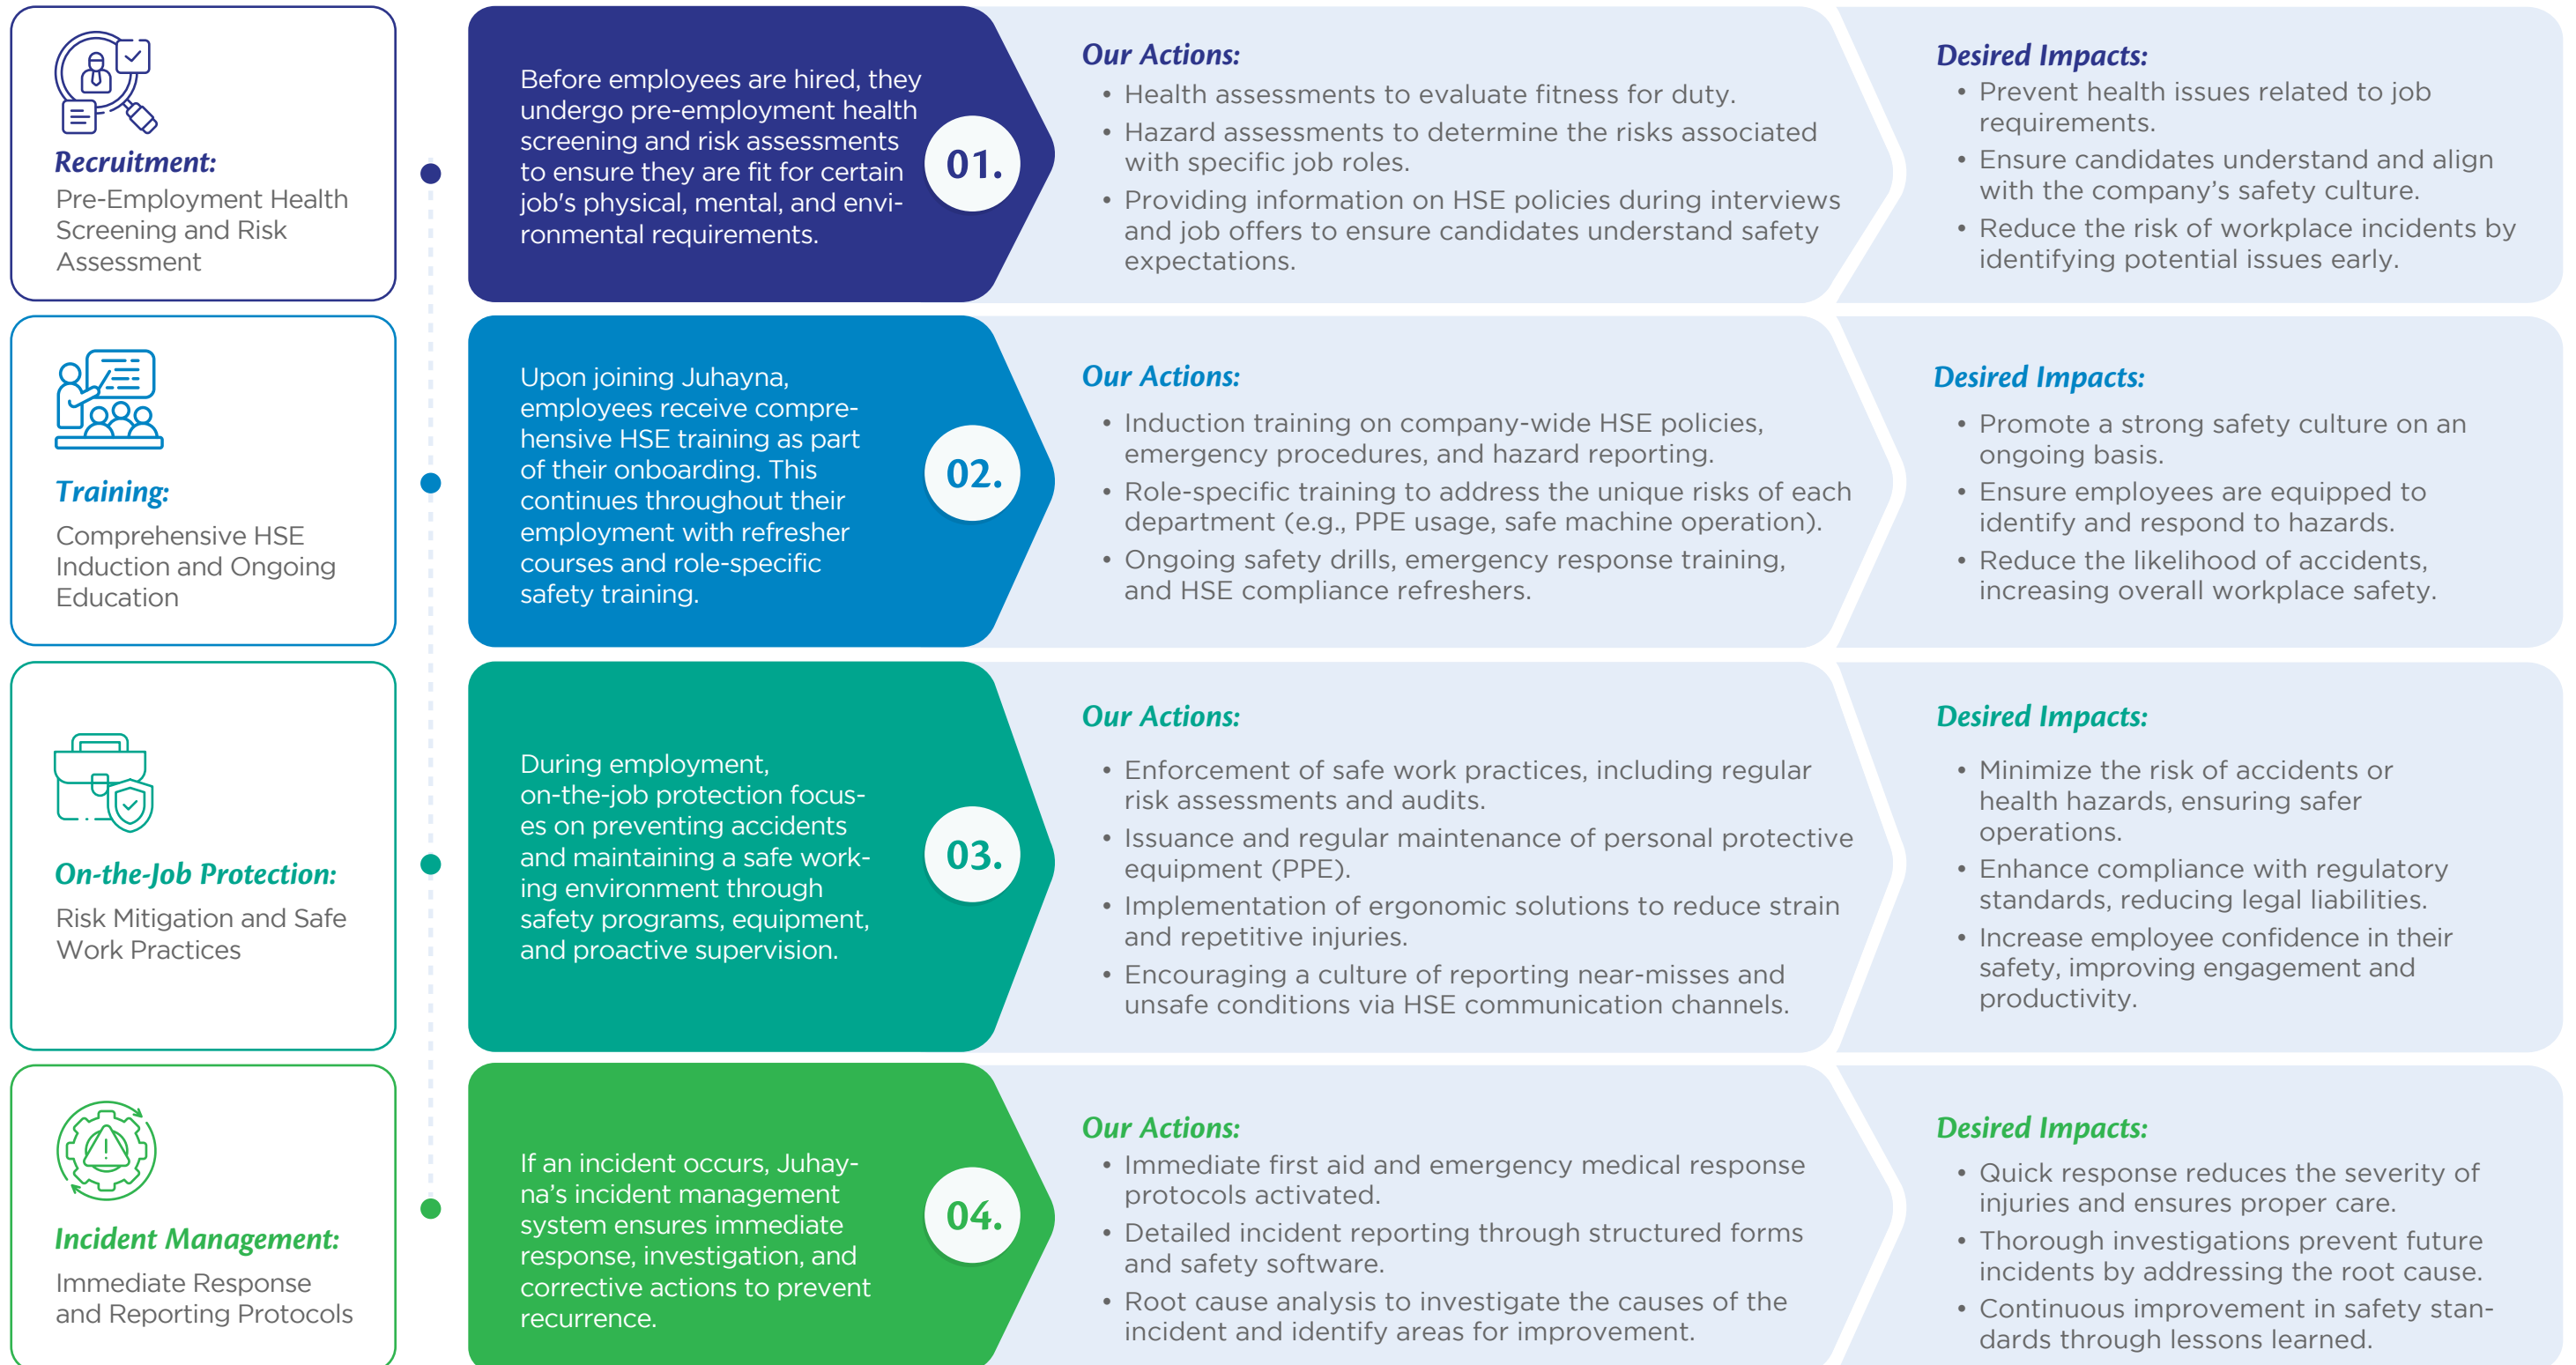 Recruitment:
Pre-Employment Health
Screening and Risk
Assessment
Before employees are hired, they
undergo pre-employment health
screening and risk assessments
to ensure they are fit for certain
job's physical, mental, and envi-
ronmental requirements.
01.
Our Actions:
• Health assessments to evaluate fitness for duty.
• Hazard assessments to determine the risks associated
with specific job roles.
• Providing information on HSE policies during interviews
and job offers to ensure candidates understand safety
expectations.
Desired Impacts:
• Prevent health issues related to job
requirements.
• Ensure candidates understand and align
with the company’s safety culture.
• Reduce the risk of workplace incidents by
identifying potential issues early.
Training:
Comprehensive HSE
Induction and Ongoing
Education
Upon joining Juhayna,
employees receive compre-
hensive HSE training as part
of their onboarding. This
continues throughout their
employment with refresher
courses and role-specific
safety training.
02.
Our Actions:
• Induction training on company-wide HSE policies,
emergency procedures, and hazard reporting.
• Role-specific training to address the unique risks of each
department (e.g., PPE usage, safe machine operation).
• Ongoing safety drills, emergency response training,
and HSE compliance refreshers.
Desired Impacts:
• Promote a strong safety culture on an
ongoing basis.
• Ensure employees are equipped to
identify and respond to hazards.
• Reduce the likelihood of accidents,
increasing overall workplace safety.
On-the-Job Protection:
Risk Mitigation and Safe
Work Practices
During employment,
on-the-job protection focus-
es on preventing accidents
and maintaining a safe work-
ing environment through
safety programs, equipment,
and proactive supervision.
03.
Our Actions:
• Enforcement of safe work practices, including regular
risk assessments and audits.
• Issuance and regular maintenance of personal protective
equipment (PPE).
• Implementation of ergonomic solutions to reduce strain
and repetitive injuries.
• Encouraging a culture of reporting near-misses and
unsafe conditions via HSE communication channels.
Desired Impacts:
• Minimize the risk of accidents or
health hazards, ensuring safer
operations.
• Enhance compliance with regulatory
standards, reducing legal liabilities.
• Increase employee confidence in their
safety, improving engagement and
productivity.
Incident Management:
Immediate Response
and Reporting Protocols
If an incident occurs, Juhay-
na’s incident management
system ensures immediate
response, investigation, and
corrective actions to prevent
recurrence.
04.
Our Actions:
• Immediate first aid and emergency medical response
protocols activated.
• Detailed incident reporting through structured forms
and safety software.
• Root cause analysis to investigate the causes of the
incident and identify areas for improvement.
Desired Impacts:
• Quick response reduces the severity of
injuries and ensures proper care.
• Thorough investigations prevent future
incidents by addressing the root cause.
• Continuous improvement in safety stan-
dards through lessons learned.